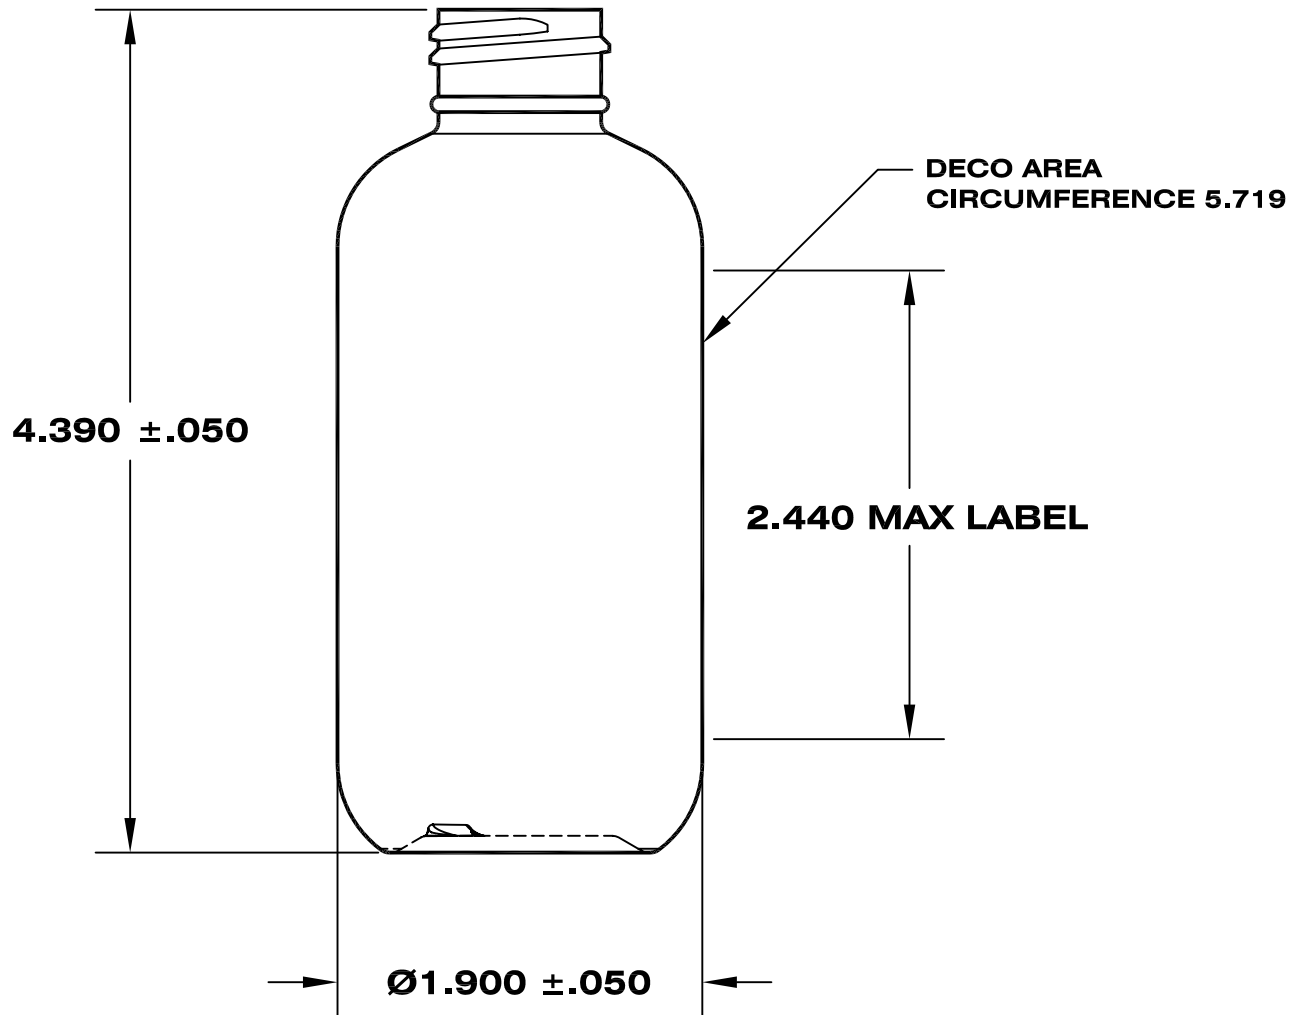 DECO AREA
CIRCUMFERENCE 5.719
4.390 ±.050
2.440 MAX LABEL
Ø1.900 ±.050